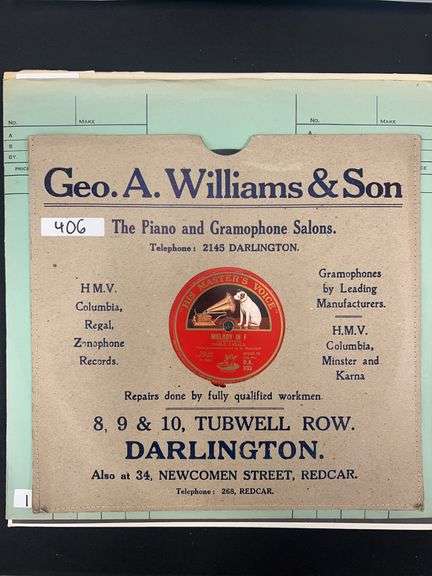 No. MAKE
A
B
BY
PRICE
No. MAKE
A
B
Geo. A. Williams & Son
406
The Piano and Gramophone Salons.
Telephone: 2145 DARLINGTON.
H M.V.
Columbia,
Regal,
Zonophone
Records.
"HIS MASTER'S VOICE"
MELODY IN F
D.A.
833
Gramophones
by Leading
Manufacturers.
H.M.V.
Columbia,
Minster and
Karna
Repairs done by fully qualified workmen.
8, 9 & 10, TUBWELL ROW.
DARLINGTON.
Also at 34, NEWCOMEN STREET, REDCAR.
Telephone: 268, REDCAR.
1